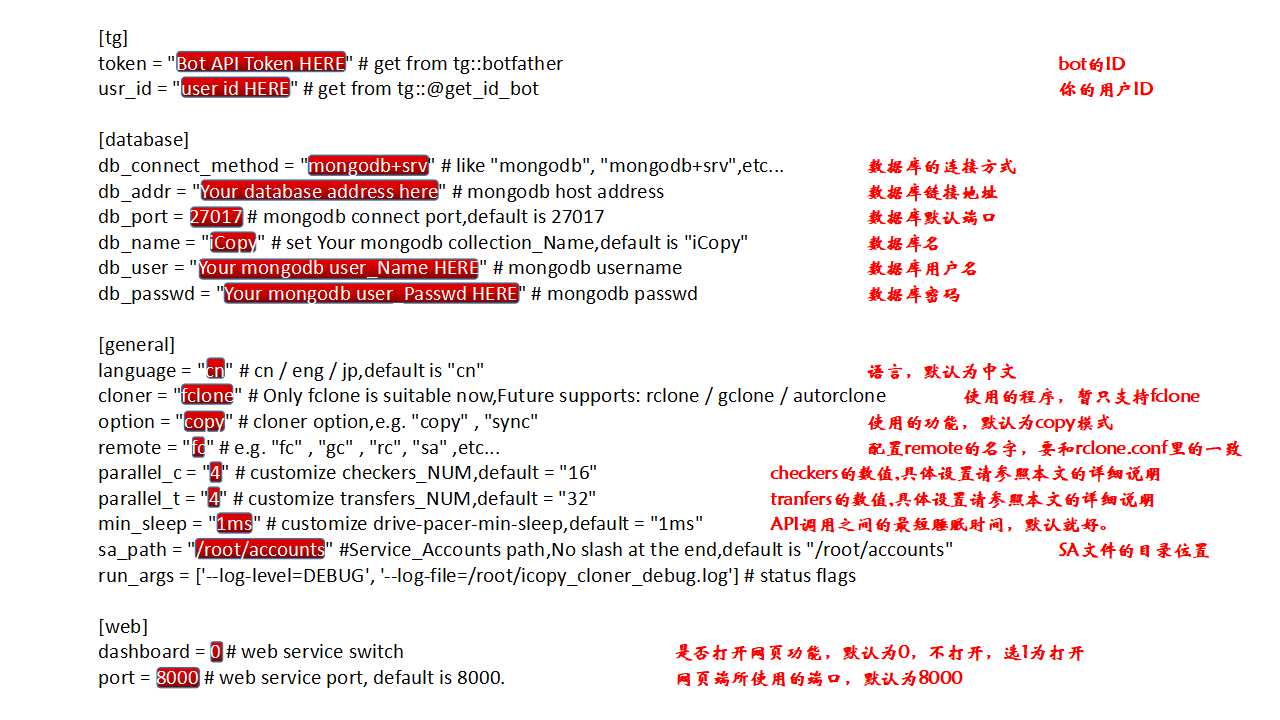 [tg]
token = "Bot API Token HERE" # get from tg::botfather bot的ID
usr_id = "user id HERE" # get from tg::@get_id_bot 你的用户ID
[database]
db_connect_method = "mongodb+srv" # like "mongodb", "mongodb+srv",etc... 数据库的连接方式
db_addr = "Your database address here" # mongodb host address 数据库链接地址
db_port = 27017 # mongodb connect port,default is 27017 数据库默认端口
db_name = "iCopy" # set Your mongodb collection_Name,default is "iCopy" 数据库名
db_user = "Your mongodb user_Name HERE" # mongodb username 数据库用户名
db_passwd = "Your mongodb user_Passwd HERE" # mongodb passwd 数据库密码
[general]
language = "cn" # cn / eng / jp,default is "cn" 语言，默认为中文
cloner = "fclone" # Only fclone is suitable now,Future supports: rclone / gclone / autorclone 使用的程序，暂只支持fclone
option = "copy" # cloner option,e.g. "copy" , "sync" 使用的功能，默认为copy模式
remote = "fc" # e.g. "fc" , "gc" , "rc", "sa" ,etc... 配置remote的名字，要和rclone.conf里的一致
parallel_c = "4" # customize checkers_NUM,default = "16" checkers的数值,具体设置请参照本文的详细说明
parallel_t = "4" # customize transfers_NUM,default = "32" tranfers的数值,具体设置请参照本文的详细说明
min_sleep = "1ms" # customize drive-pacer-min-sleep,default = "1ms" API调用之间的最短睡眠时间，默认就好。
sa_path = "/root/accounts" #Service_Accounts path,No slash at the end,default is "/root/accounts" SA文件的目录位置
run_args = ['--log-level=DEBUG', '--log-file=/root/icopy_cloner_debug.log'] # status flags
[web]
dashboard = 0 # web service switch 是否打开网页功能，默认为0，不打开，选1为打开
port = 8000 # web service port, default is 8000. 网页端所使用的端口，默认为8000